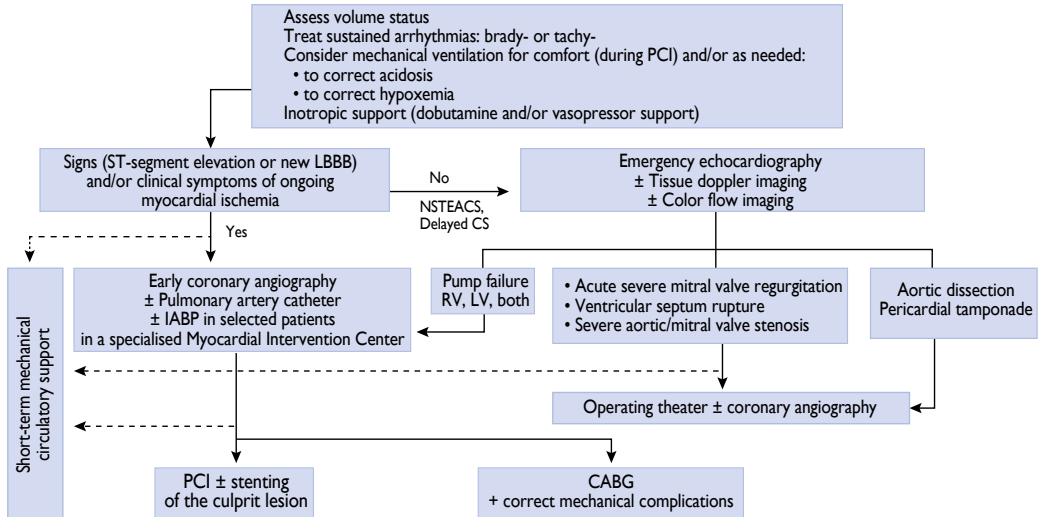 Assess volume status
Treat sustained arrhythmias: brady- or tachy-
Consider mechanical ventilation for comfort (during PCI) and/or as needed:
• to correct acidosis
• to correct hypoxemia
Inotropic support (dobutamine and/or vasopressor support)
Signs (ST-segment elevation or new LBBB)
and/or clinical symptoms of ongoing
myocardial ischemia
No
NSTEACS,
Delayed CS
Emergency echocardiography
± Tissue doppler imaging
± Color flow imaging
Yes
Short-term mechanical
circulatory support
Early coronary angiography
± Pulmonary artery catheter
± IABP in selected patients
in a specialised Myocardial Intervention Center
Pump failure
RV, LV, both
• Acute severe mitral valve regurgitation
• Ventricular septum rupture
• Severe aortic/mitral valve stenosis
Aortic dissection
Pericardial tamponade
Operating theater ± coronary angiography
PCI ± stenting
of the culprit lesion
CABG
+ correct mechanical complications